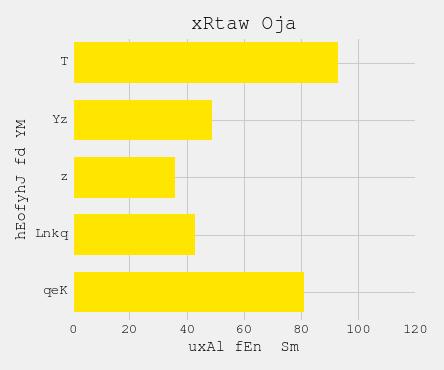 xRtaw Oja
T
Yz
z
Lnkq
qeK
hEofyhJ fd YM
0 20 40 60 80 100 120
uxAl fEn  Sm